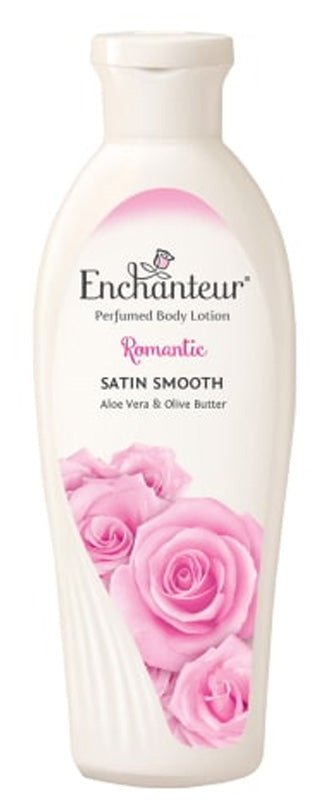 Enchanteur®
Perfumed Body Lotion
Romantic
SATIN SMOOTH
Aloe Vera & Olive Butter